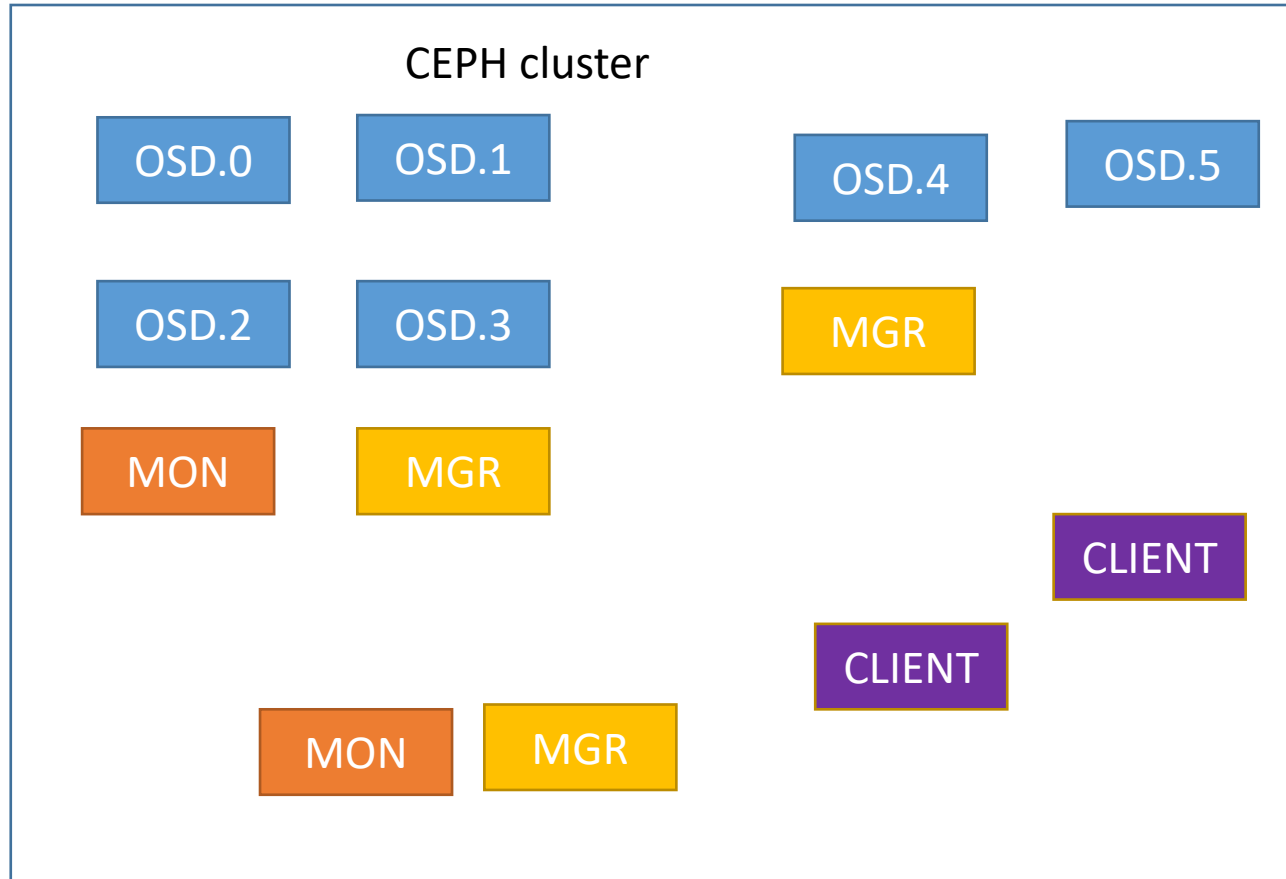 CEPH cluster
OSD.0
OSD.1
OSD.4
OSD.5
OSD.2
OSD.3
MGR
MON
MGR
CLIENT
CLIENT
MON
MGR